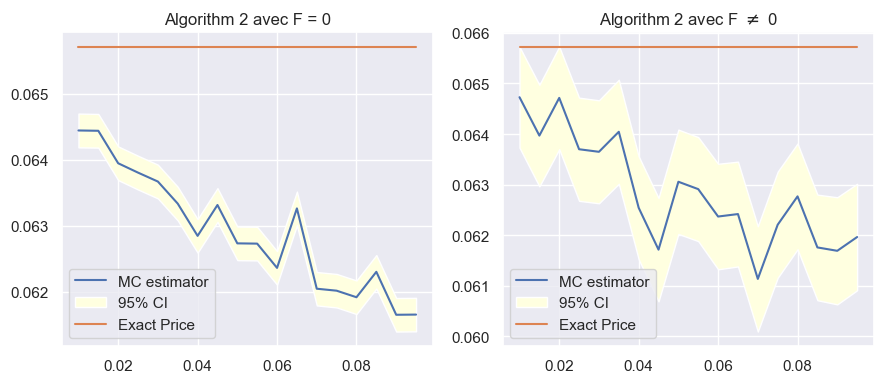 Algorithm 2 avec F = 0
0.065
0.064
0.063
0.062
MC estimator
95% CI
Exact Price
0.02
0.04
0.06
0.08
Algorithm 2 avec F ≠ 0
0.066
0.065
0.064
0.063
0.062
0.061
0.060
MC estimator
95% CI
Exact Price
0.02
0.04
0.06
0.08